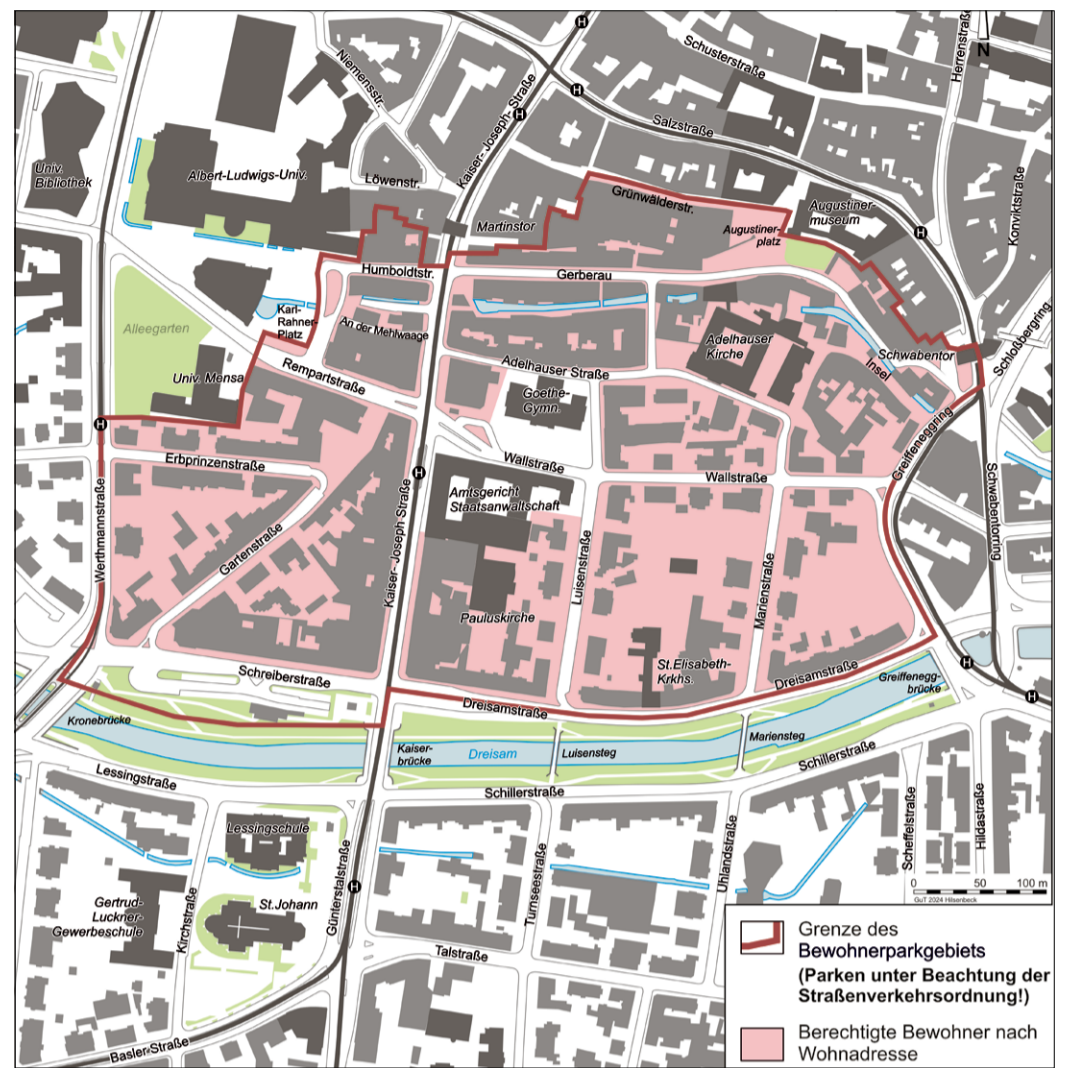 N
Herrenstraße
Schusterstraße
Niemensstr.
Kaiser-Joseph-Straße
H
H
H
Salzstraße
Univ.
Bibliothek
Albert-Ludwigs-Univ.
Löwenstr.
Konviktstraße
Grünwälderstr.
Augustiner-
museum
Martinstor
Augustiner-
platz
H
Humboldtstr.
Gerberau
Karl-
Rahner-
Platz
An der Mehlwaage
Alleegarten
Adelhauser
Kirche
Schwabentor
Schloßbergring
Insel
Rempartstraße
Adelhauser Straße
Univ. Mensa
Goethe-
Gymn.
H
Greiffeneggring
Erbprinzenstraße
Wallstraße
H
Wallstraße
Amtsgericht
Staatsanwaltschaft
Werthmannstraße
Gartenstraße
Kaiser-Joseph Straße
Luisenstraße
Marienstraße
Schwabentorring
Pauluskirche
St.Elisabeth-
Krkhs.
H
Schreiberstraße
Dreisamstraße
Dreisamstraße
Greiffenegg-
brücke
H
Kronebrücke
Kaiser-
brücke
Dreisam
Luisensteg
Mariensteg
Lessingstraße
Schillerstraße
Schillerstraße
Lessingschule
Günterstalstraße
Turnseestraße
Uhlandstraße
Scheffelstraße
Hildastraße
H
Gertrud-
Luckner-
Gewerbeschule
Kirchstraße
St.Johann
0 50 100 m
GuT 2024 Hilsenbeck
Talstraße
Basler Straße
Grenze des
Bewohnerparkgebiets
(Parken unter Beachtung der
Straßenverkehrsordnung!)
Berechtigte Bewohner nach
Wohnadresse